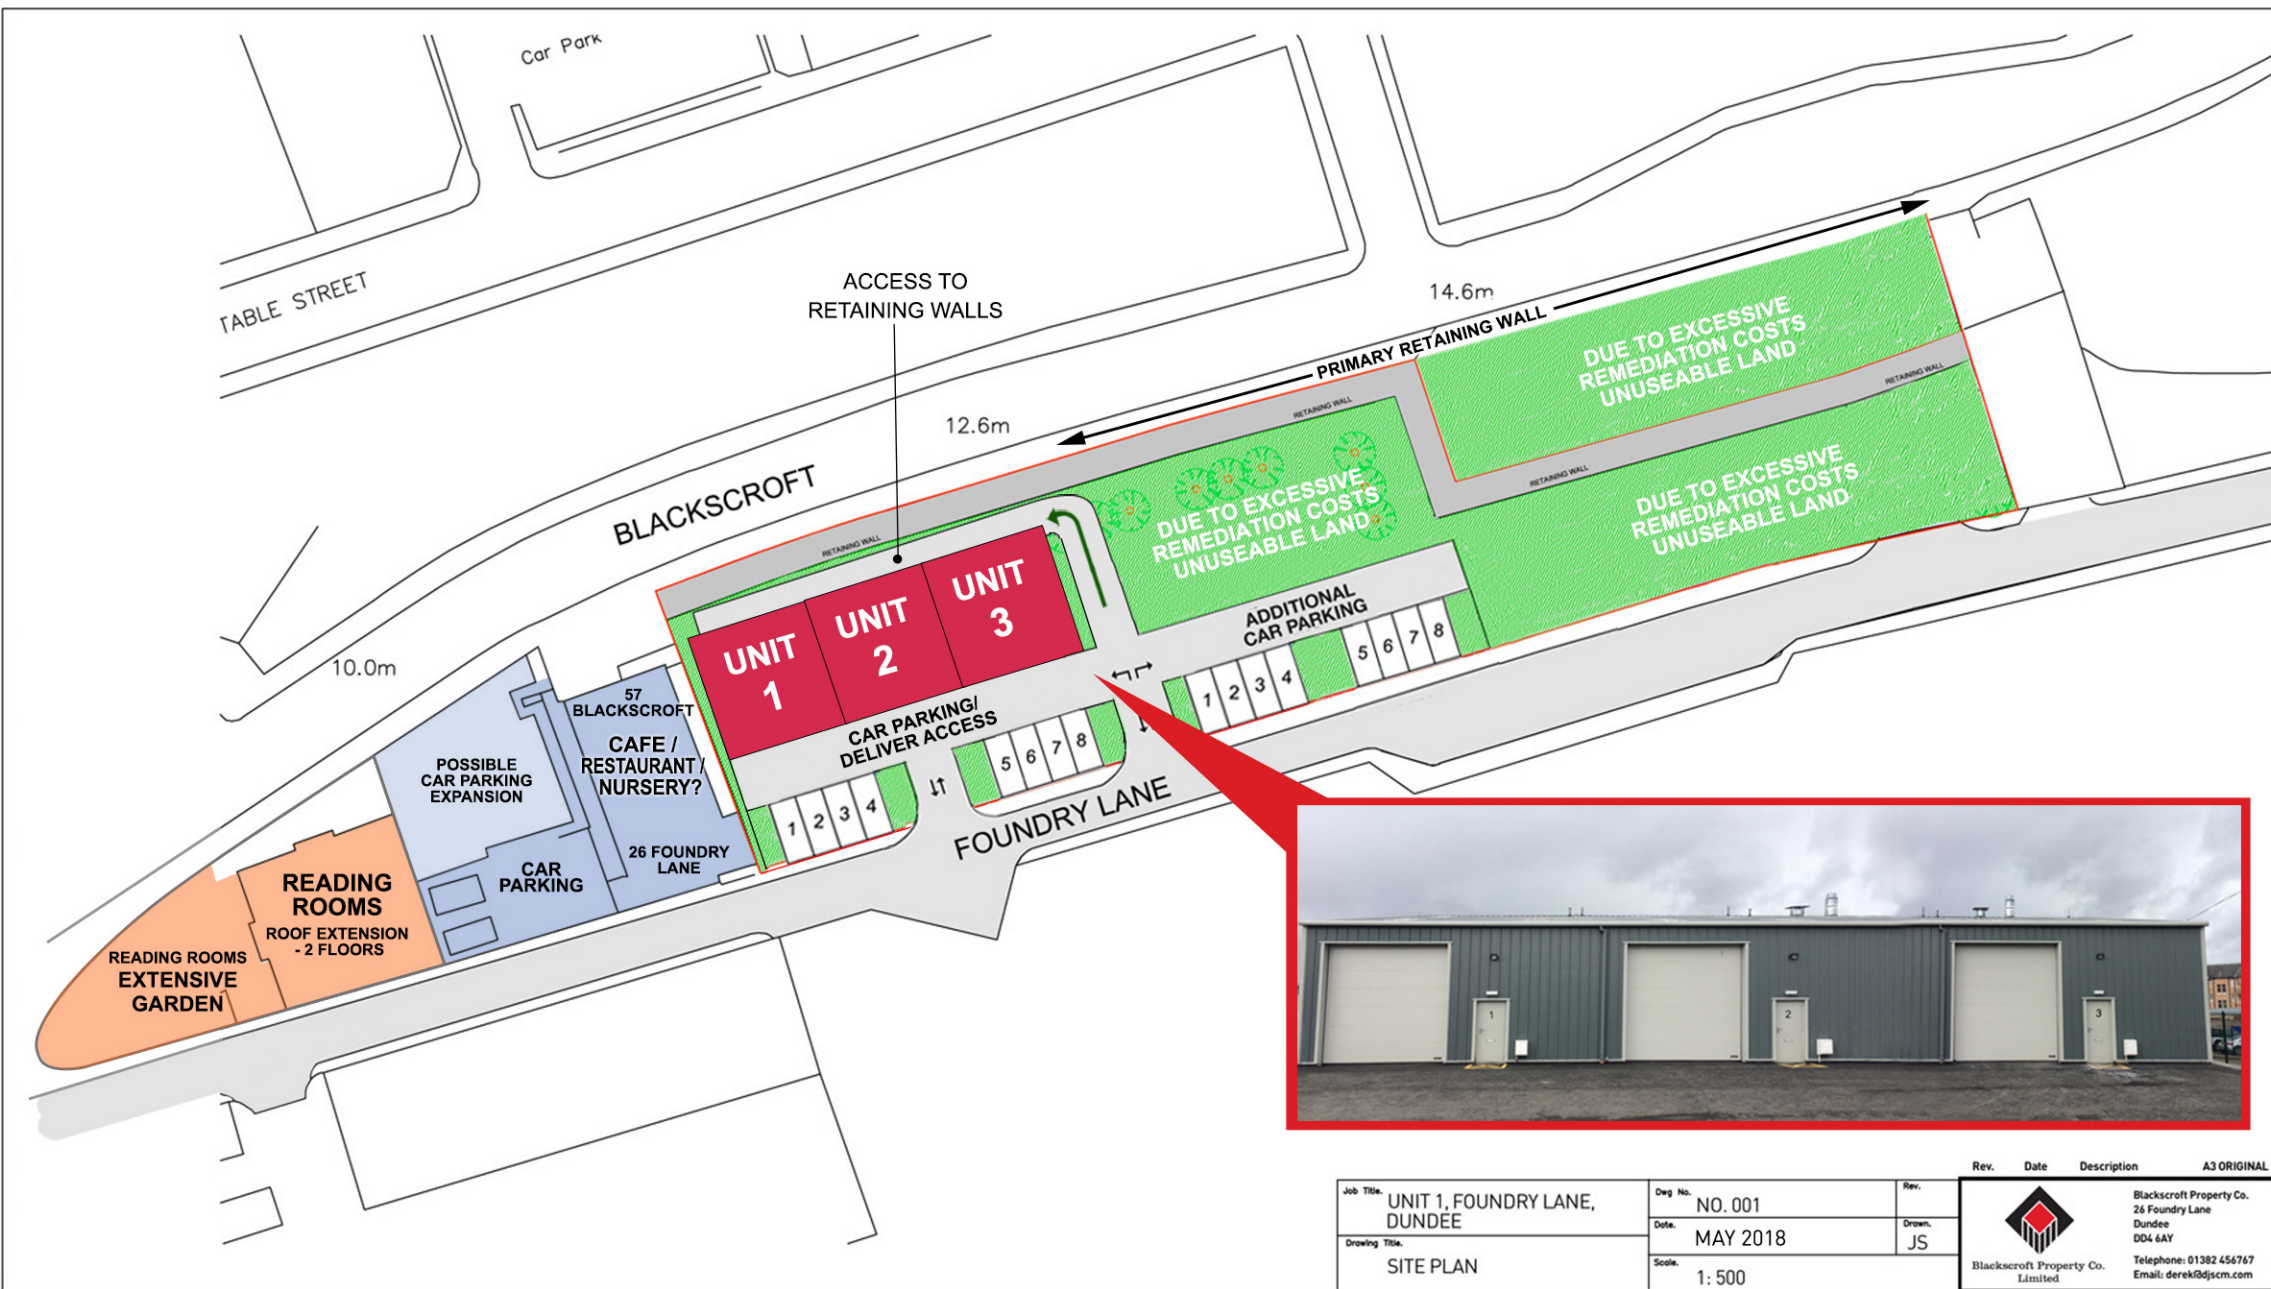 Car Park
TABLE STREET
ACCESS TO
RETAINING WALLS
14.6m
PRIMARY RETAINING WALL
DUE TO EXCESSIVE
REMEDIATION COSTS
UNUSEABLE LAND
RETAINING WALL
12.6m
RETAINING WALL
BLACKSCROFT
RETAINING WALL
DUE TO EXCESSIVE
REMEDIATION COSTS
UNUSEABLE LAND
RETAINING WALL
DUE TO EXCESSIVE
REMEDIATION COSTS
UNUSEABLE LAND
UNIT
1
UNIT
2
UNIT
3
ADDITIONAL
CAR PARKING
1 2 3 4
5 6 7 8
10.0m
57
BLACKSCROFT
CAFE /
RESTAURANT /
NURSERY?
26 FOUNDRY
LANE
CAR PARKING/
DELIVER ACCESS
1 2 3 4
5 6 7 8
FOUNDRY LANE
POSSIBLE
CAR PARKING
EXPANSION
CAR
PARKING
READING
ROOMS
ROOF EXTENSION
- 2 FLOORS
READING ROOMS
EXTENSIVE
GARDEN
1
2
3
Rev. Date Description A3 ORIGINAL
Job Title.
UNIT 1, FOUNDRY LANE,
DUNDEE
Drawing Title.
SITE PLAN
Dwg No.
NO. 001
Rev.
Date.
MAY 2018
Drawn.
JS
Scale.
1: 500
Blackscroft Property Co.
Limited
Blackscroft Property Co.
26 Foundry Lane
Dundee
DD4 6AY
Telephone: 01382 456767
Email: derek@djscm.com